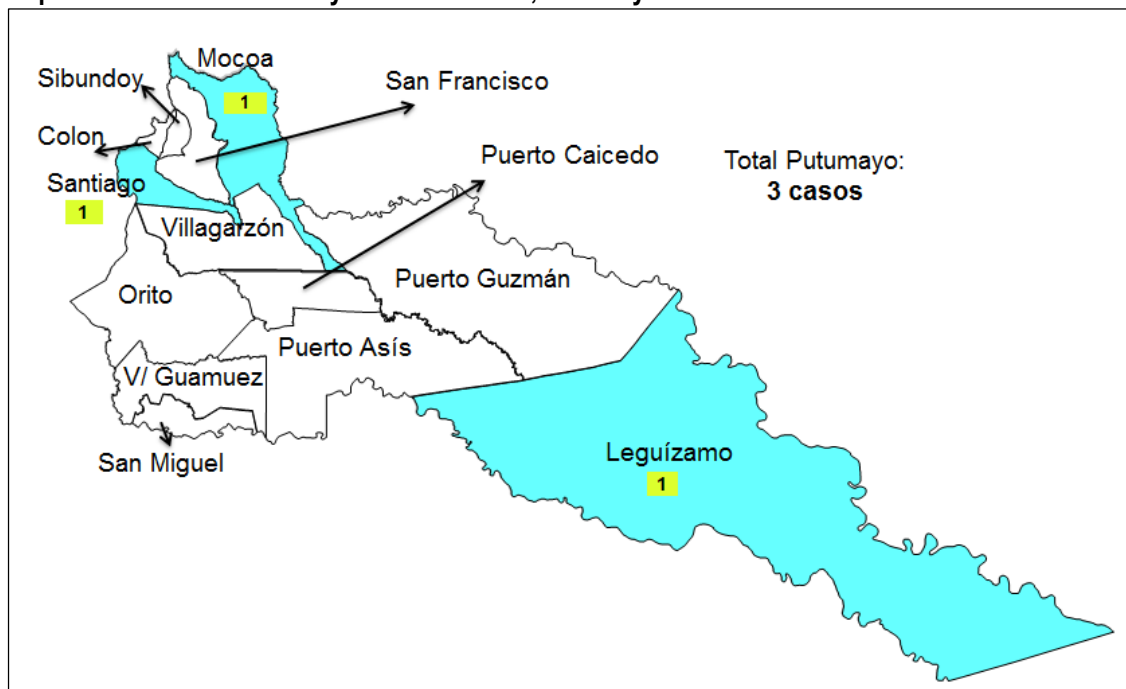 Mocoa
1
Sibundoy
San Francisco
Colon
Puerto Caicedo
Total Putumayo:
3 casos
Santiago
1
Villagarzón
Puerto Guzmán
Orito
Puerto Asís
V/ Guamuez
San Miguel
Leguízamo
1